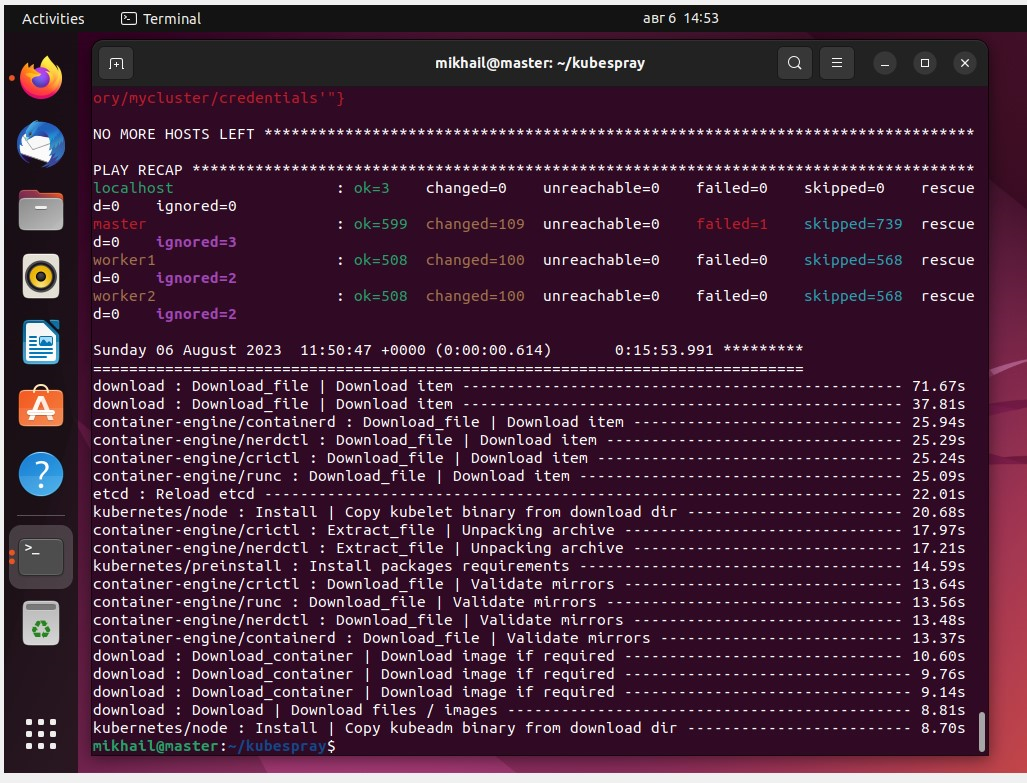 Activities
Terminal
авг 6 14:53
mikhail@master: ~/kubespray
ory/mycluster/credentials'"}
NO MORE HOSTS LEFT *******************************************************************************
PLAY RECAP ***************************************************************************************
localhost : ok=3 changed=0 unreachable=0 failed=0 skipped=0 rescue
d=0 ignored=0
master : ok=599 changed=109 unreachable=0 failed=1 skipped=739 rescue
d=0 ignored=3
worker1 : ok=508 changed=100 unreachable=0 failed=0 skipped=568 rescue
d=0 ignored=2
worker2 : ok=508 changed=100 unreachable=0 failed=0 skipped=568 rescue
d=0 ignored=2
Sunday 06 August 2023 11:50:47 +0000 (0:00:00.614) 0:15:53.991 *********
===============================================================================
download : Download_file | Download item ------------------------------------------------- 71.67s
download : Download_file | Download item ------------------------------------------------- 37.81s
container-engine/containerd : Download_file | Download item ------------------------------ 25.94s
container-engine/nerdctl : Download_file | Download item --------------------------------- 25.29s
container-engine/crictl : Download_file | Download item ---------------------------------- 25.24s
container-engine/runc : Download_file | Download item ------------------------------------ 25.09s
etcd : Reload etcd ----------------------------------------------------------------------- 22.01s
kubernetes/node : Install | Copy kubelet binary from download dir ------------------------ 20.68s
container-engine/crictl : Extract_file | Unpacking archive ------------------------------- 17.97s
container-engine/nerdctl : Extract_file | Unpacking archive ------------------------------ 17.21s
kubernetes/preinstall : Install packages requirements ------------------------------------ 14.59s
container-engine/crictl : Download_file | Validate mirrors ------------------------------- 13.64s
container-engine/runc : Download_file | Validate mirrors --------------------------------- 13.56s
container-engine/nerdctl : Download_file | Validate mirrors ------------------------------ 13.48s
container-engine/containerd : Download_file | Validate mirrors --------------------------- 13.37s
download : Download_container | Download image if required ------------------------------- 10.60s
download : Download_container | Download image if required -------------------------------- 9.76s
download : Download_container | Download image if required -------------------------------- 9.14s
download : Download | Download files / images --------------------------------------------- 8.81s
kubernetes/node : Install | Copy kubeadm binary from download dir ------------------------- 8.70s
mikhail@master:~/kubespray$